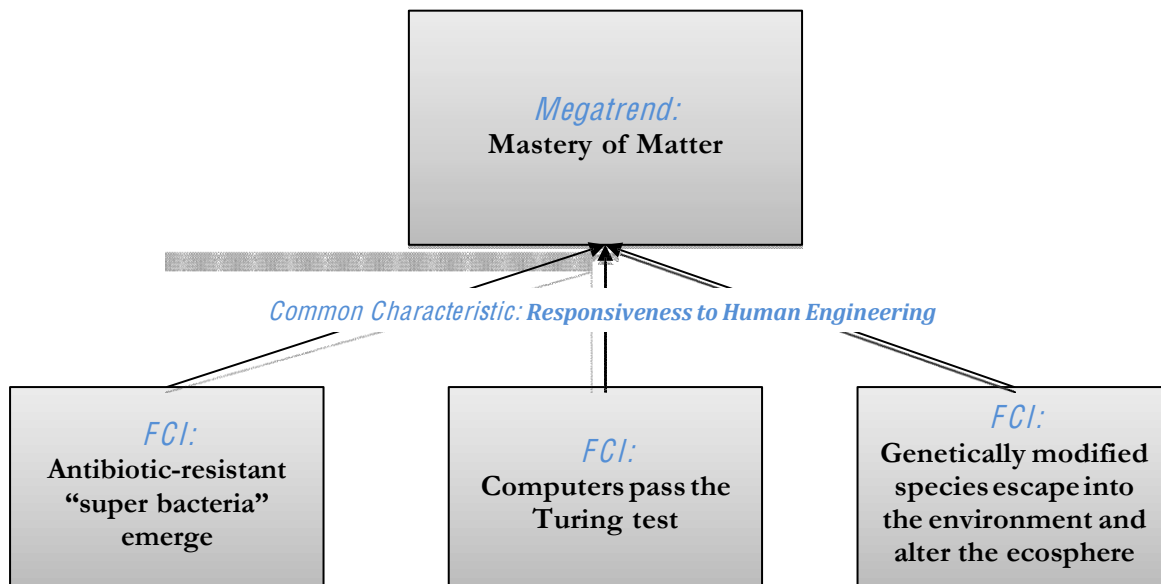 Megatrend:
Mastery of Matter
Common Characteristic: Responsiveness to Human Engineering
FCI:
Antibiotic-resistant
“super bacteria”
emerge
FCI:
Computers pass the
Turing test
FCI:
Genetically modified
species escape into
the environment and
alter the ecosphere